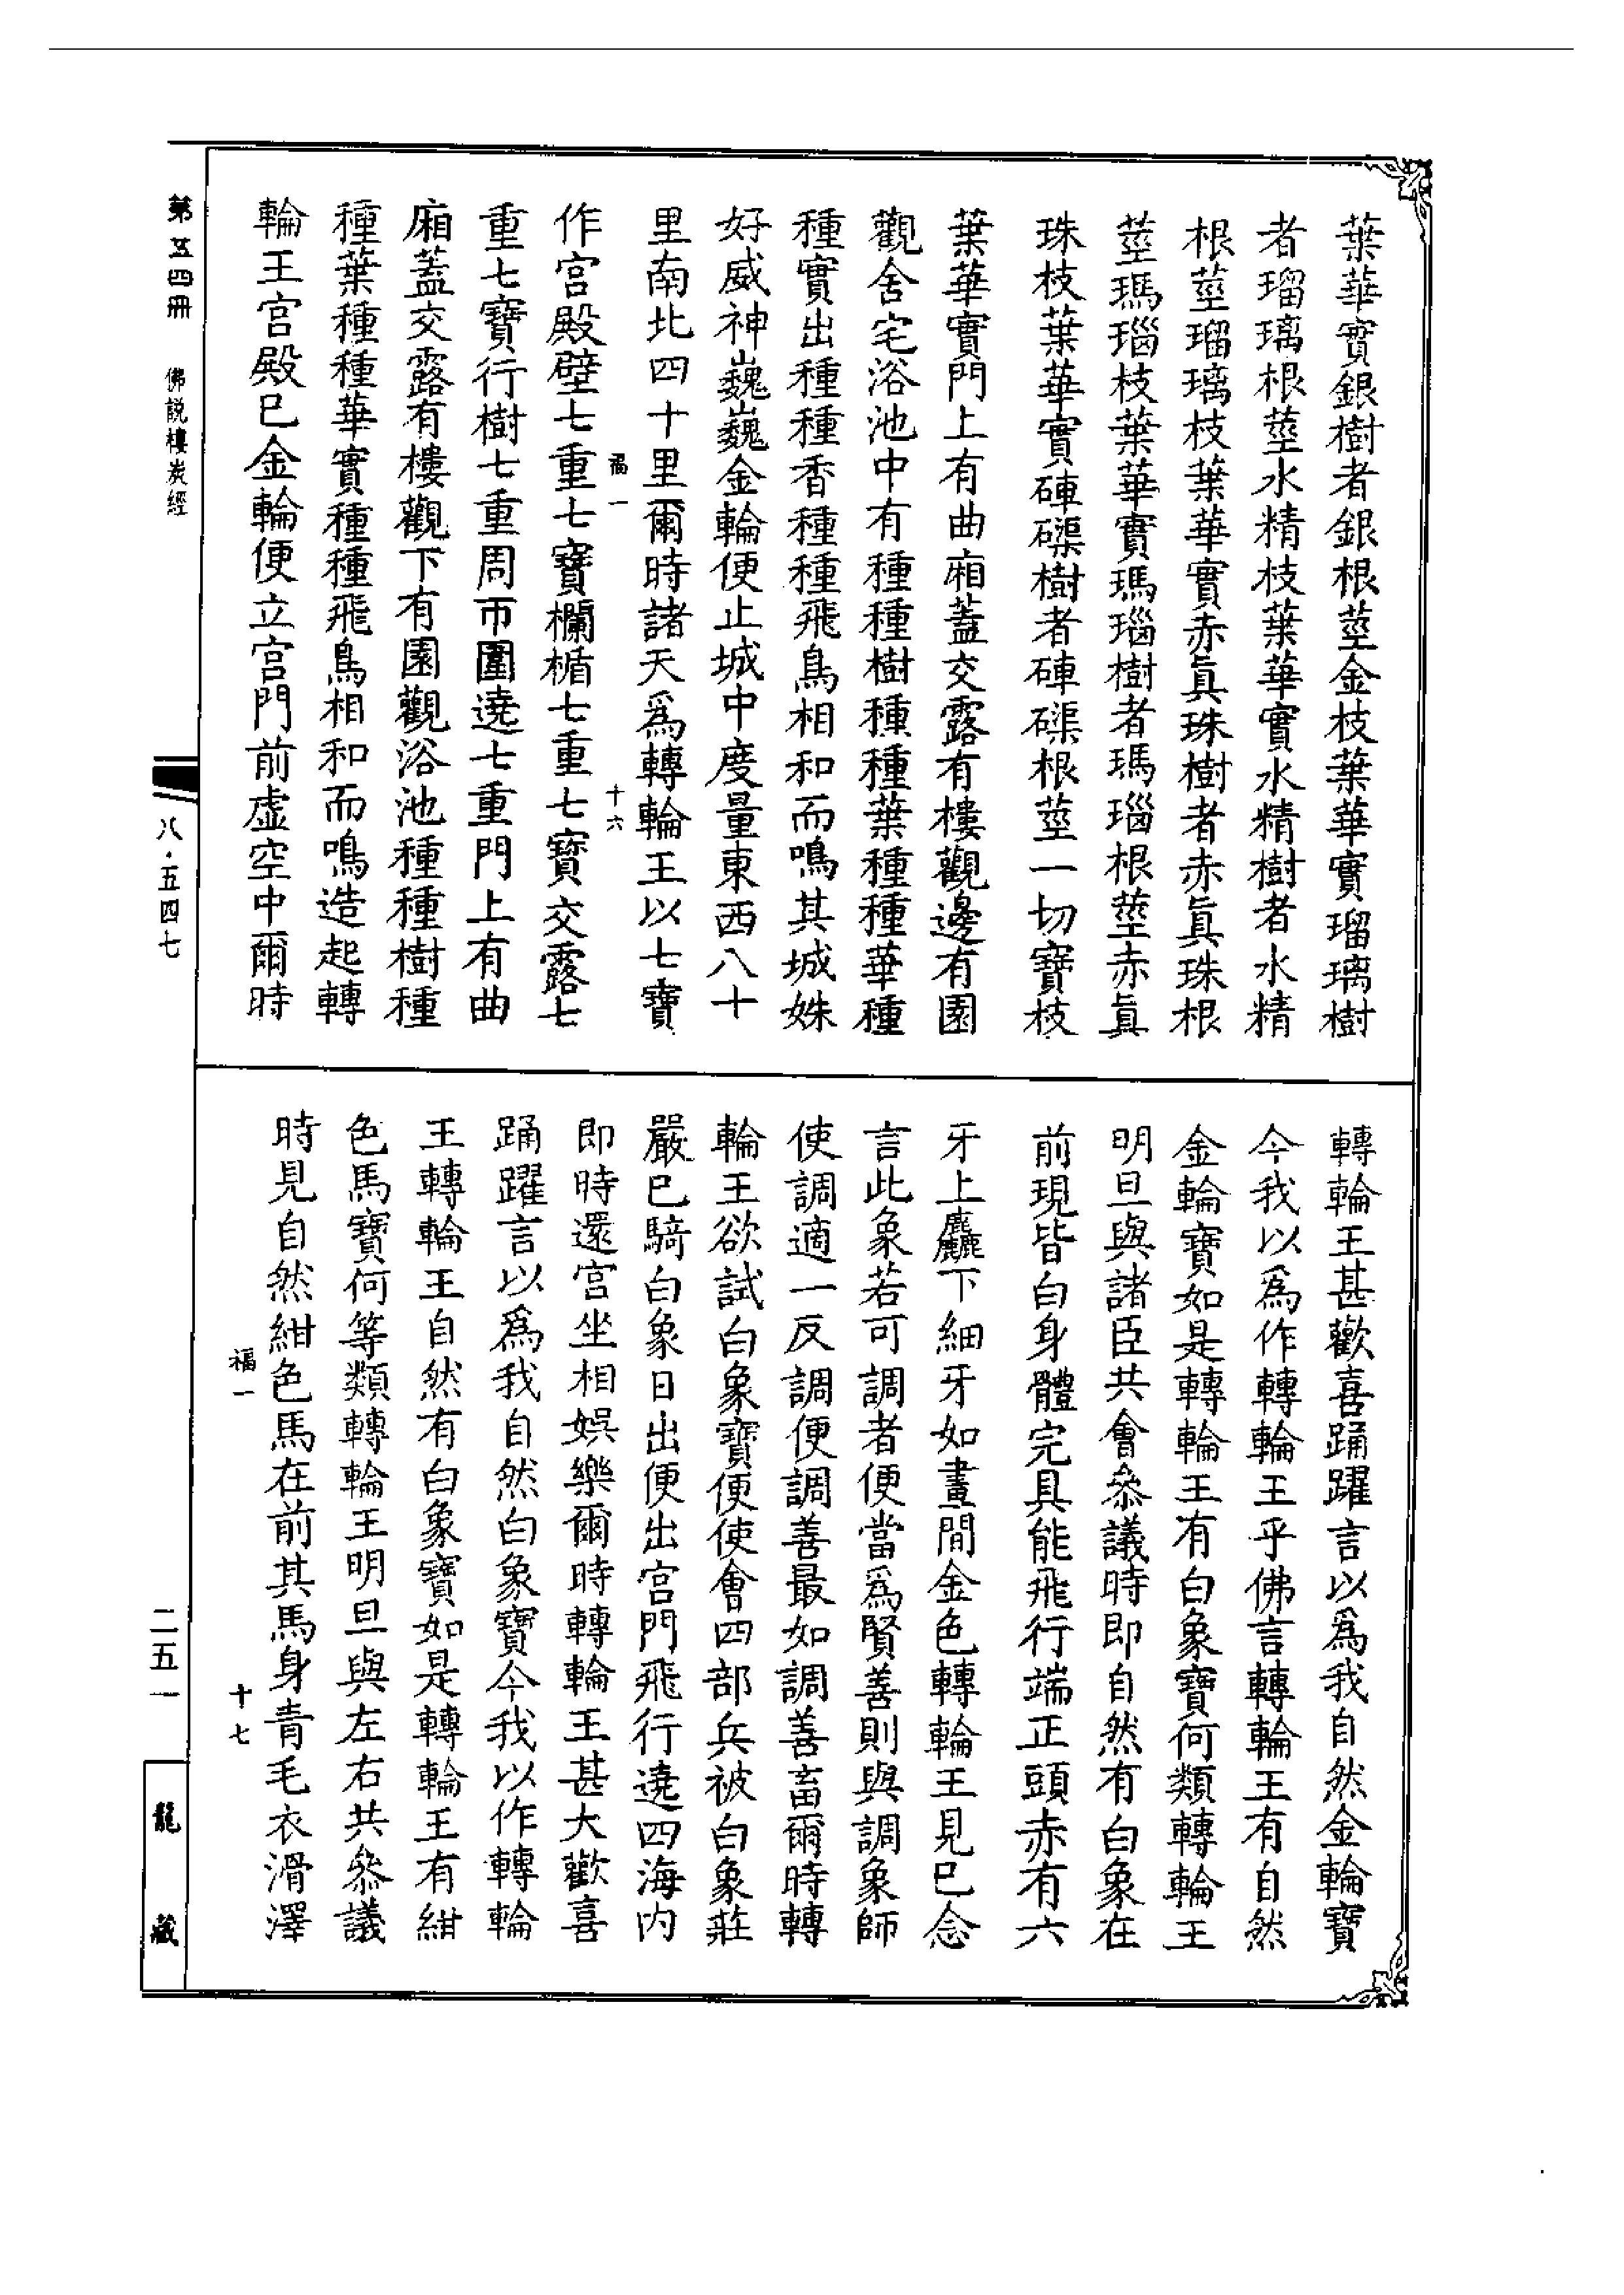 葉華實銀樹者銀根莖金枝葉華實瑠璃樹
者瑠璃根莖水精枝葉華實水精樹者水精
根莖瑠璃枝葉華實赤眞珠樹者赤眞珠根
莖瑪瑙枝葉華實瑪瑙樹者瑪瑙根莖赤眞
珠枝葉華實硨磲樹者硨磲根莖一切寶枝
葉華實門上有曲廂蓋交露有樓觀邊有園
觀舍宅浴池中有種種樹種種葉種種華種
種實出種種香種種飛鳥相和而鳴其城姝
好威神巍巍金輪便止城中度量東西八十
里南北四十里爾時諸天爲轉輪王以七寶
福一
十六
作宮殿壁七重七寶欄楯七重七寶交露七
重七寶行樹七重周帀圍遶七重門上有曲
廂蓋交露有樓觀下有園觀浴池種種樹種
種葉種種華實種種飛鳥相和而鳴造起轉
輪王宮殿已金輪便立宮門前虛空中爾時
轉輪王甚歡喜踊躍言以爲我自然金輪寶
今我以爲作轉輪王乎佛言轉輪王有自然
金輪寶如是轉輪王有白象寶何類轉輪王
明旦與諸臣共會叅議時即自然有白象在
前現皆白身體完具能飛行端正頭赤有六
牙上麤下細牙如畫間金色轉輪王見已念
言此象若可調者便當爲賢善則與調象師
使調適一反調便調善最如調善畜爾時轉
輪王欲試白象寶便使會四部兵被白象莊
嚴已騎白象日出便出宮門飛行遶四海內
即時還宮坐相娛樂爾時轉輪王甚大歡喜
踊躍言以爲我自然白象寶今我以作轉輪
王轉輪王自然有白象寶如是轉輪王有紺
色馬寶何等類轉輪王明旦與左右共叅議
時見自然紺色馬在前其馬身青毛衣滑澤
福一
十七
第五四冊
佛說樓炭經
八·五四七
二五一
龍藏